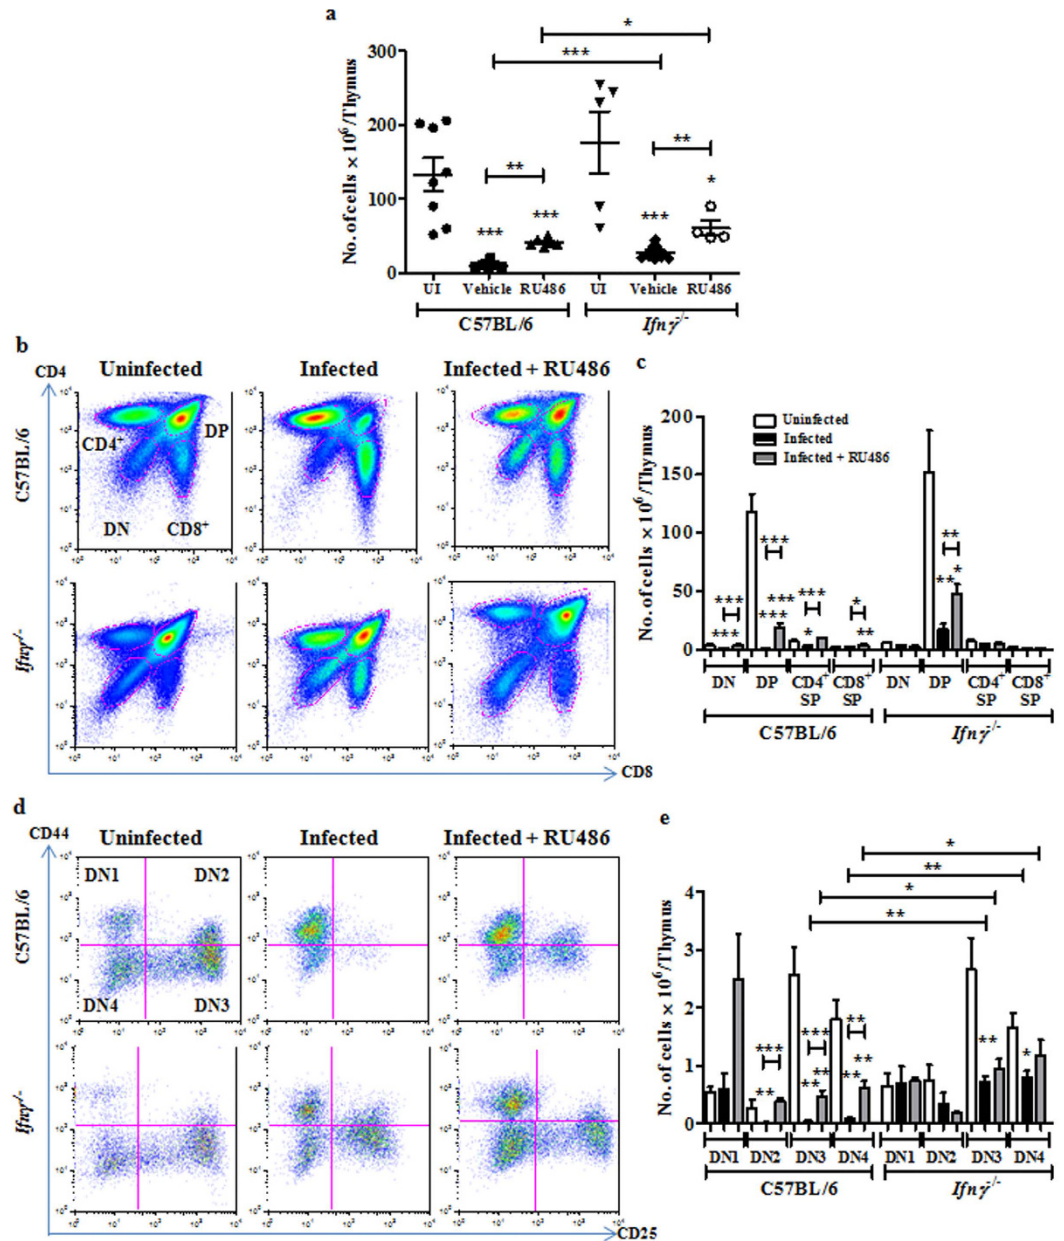 a
*
***
** **
*
*** *** ***
No. of cells × 10⁶/Thymus
300
200
100
0
UI Vehicle RU486 UI Vehicle RU486
C57BL/6 Ifnγ-/-
b
CD4
Uninfected Infected Infected + RU486
C57BL/6
CD4⁺ DP
DN CD8⁺
Ifnγ-/-
CD8
c
No. of cells × 10⁶/Thymus
200
150
100
50
0
Uninfected
Infected
Infected + RU486
*** **
*** *** *** * ** *
*** *** * **
DN DP CD4⁺ SP CD8⁺ SP DN DP CD4⁺ SP CD8⁺ SP
C57BL/6 Ifnγ-/-
d
CD44
Uninfected Infected Infected + RU486
C57BL/6
DN1 DN2
DN4 DN3
Ifnγ-/-
CD25
e
*
**
*
**
No. of cells × 10⁶/Thymus
4
3
2
1
0
*** *** **
** ** ** ** ** ** *
DN1 DN2 DN3 DN4 DN1 DN2 DN3 DN4
C57BL/6 Ifnγ-/-